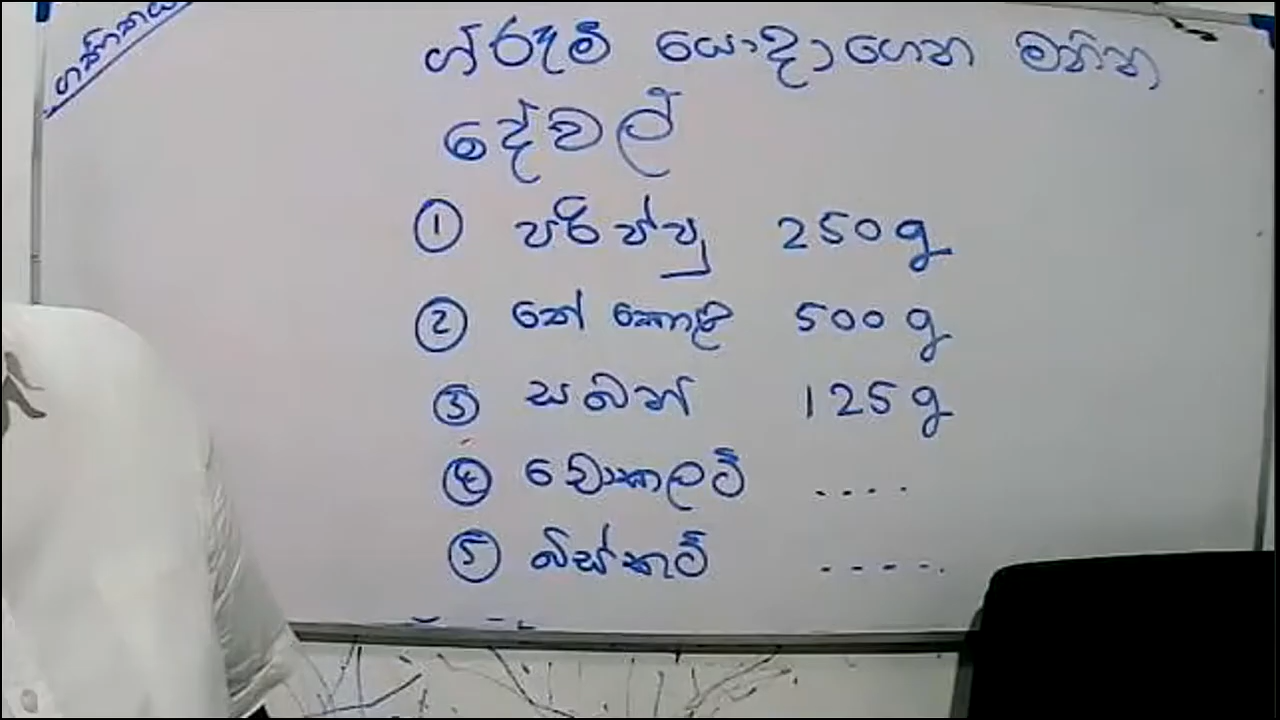 ග්‍රෑම් යොදාගෙන මනින
දේවල්
① පරිප්පු 250g
② තේ කොළ 500g
③ සබන් 125g
④ චොකලට් ....
⑤ බිස්කට් .....